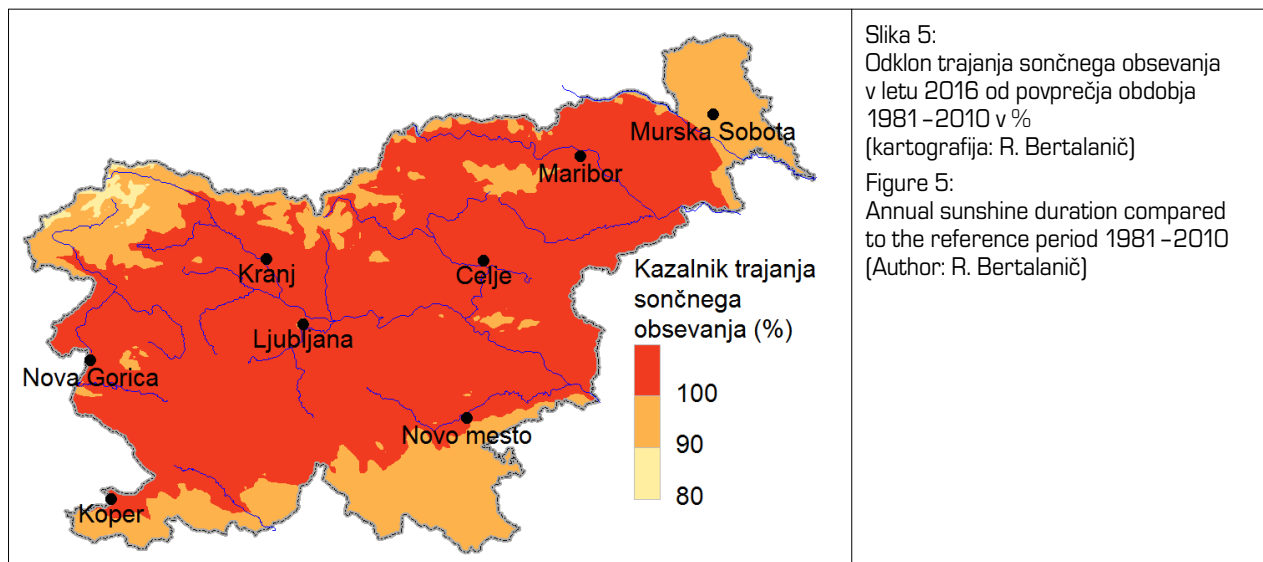 Murska Sobota
Maribor
Kranj
Celje
Ljubljana
Nova Gorica
Novo mesto
Koper
Kazalnik trajanja
sončnega
obsevanja (%)
100
90
80
Slika 5:
Odklon trajanja sončnega obsevanja
v letu 2016 od povprečja obdobja
1981–2010 v %
(kartografija: R. Bertalanič)
Figure 5:
Annual sunshine duration compared
to the reference period 1981–2010
(Author: R. Bertalanič)